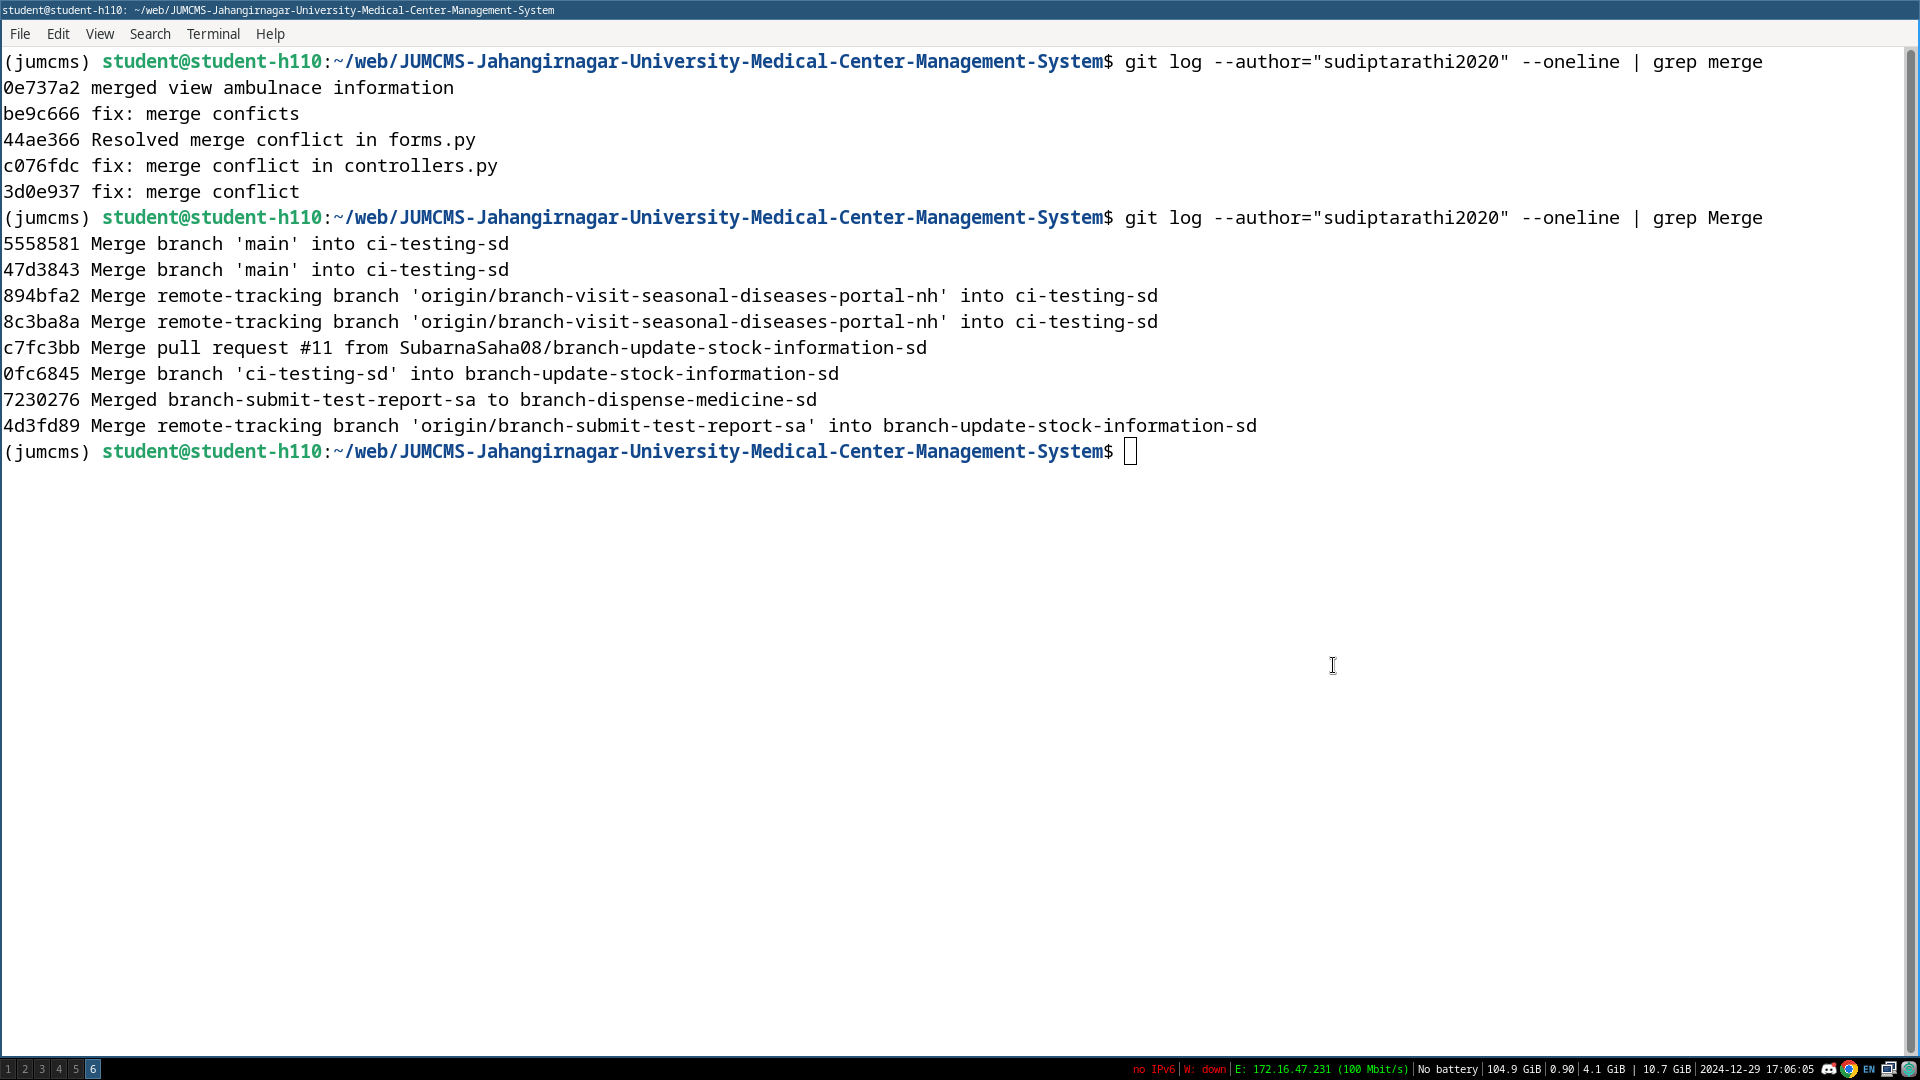 student@student-h110: ~/web/JUMCMS-Jahangirnagar-University-Medical-Center-Management-System
File Edit View Search Terminal Help
(jumcms) student@student-h110:~/web/JUMCMS-Jahangirnagar-University-Medical-Center-Management-System$ git log --author="sudiptarathi2020" --oneline | grep merge
0e737a2 merged view ambulnace information
be9c666 fix: merge conficts
44ae366 Resolved merge conflict in forms.py
c076fdc fix: merge conflict in controllers.py
3d0e937 fix: merge conflict
(jumcms) student@student-h110:~/web/JUMCMS-Jahangirnagar-University-Medical-Center-Management-System$ git log --author="sudiptarathi2020" --oneline | grep Merge
5558581 Merge branch 'main' into ci-testing-sd
47d3843 Merge branch 'main' into ci-testing-sd
894bfa2 Merge remote-tracking branch 'origin/branch-visit-seasonal-diseases-portal-nh' into ci-testing-sd
8c3ba8a Merge remote-tracking branch 'origin/branch-visit-seasonal-diseases-portal-nh' into ci-testing-sd
c7fc3bb Merge pull request #11 from SubarnaSaha08/branch-update-stock-information-sd
0fc6845 Merge branch 'ci-testing-sd' into branch-update-stock-information-sd
7230276 Merged branch-submit-test-report-sa to branch-dispense-medicine-sd
4d3fd89 Merge remote-tracking branch 'origin/branch-submit-test-report-sa' into branch-update-stock-information-sd
(jumcms) student@student-h110:~/web/JUMCMS-Jahangirnagar-University-Medical-Center-Management-System$
1 2 3 4 5 6 no IPv6 | W: down | E: 172.16.47.231 (100 Mbit/s) | No battery | 104.9 GiB | 0.90 | 4.1 GiB | 10.7 GiB | 2024-12-29 17:06:05 EN